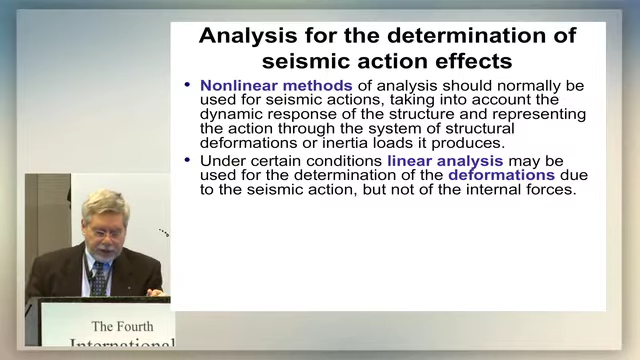 Analysis for the determination of
seismic action effects
• Nonlinear methods of analysis should normally be
used for seismic actions, taking into account the
dynamic response of the structure and representing
the action through the system of structural
deformations or inertia loads it produces.
• Under certain conditions linear analysis may be
used for the determination of the deformations due
to the seismic action, but not of the internal forces.
The Fourth
International